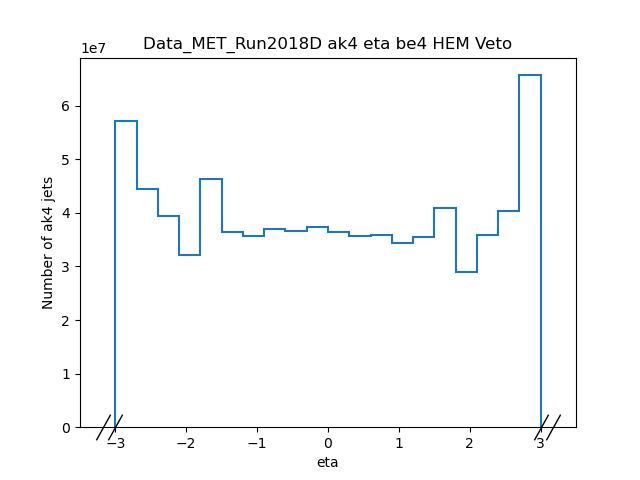 Data_MET_Run2018D ak4 eta be4 HEM Veto
1e7
6
5
4
3
2
1
0
Number of ak4 jets
−3 −2 −1 0 1 2 3
eta